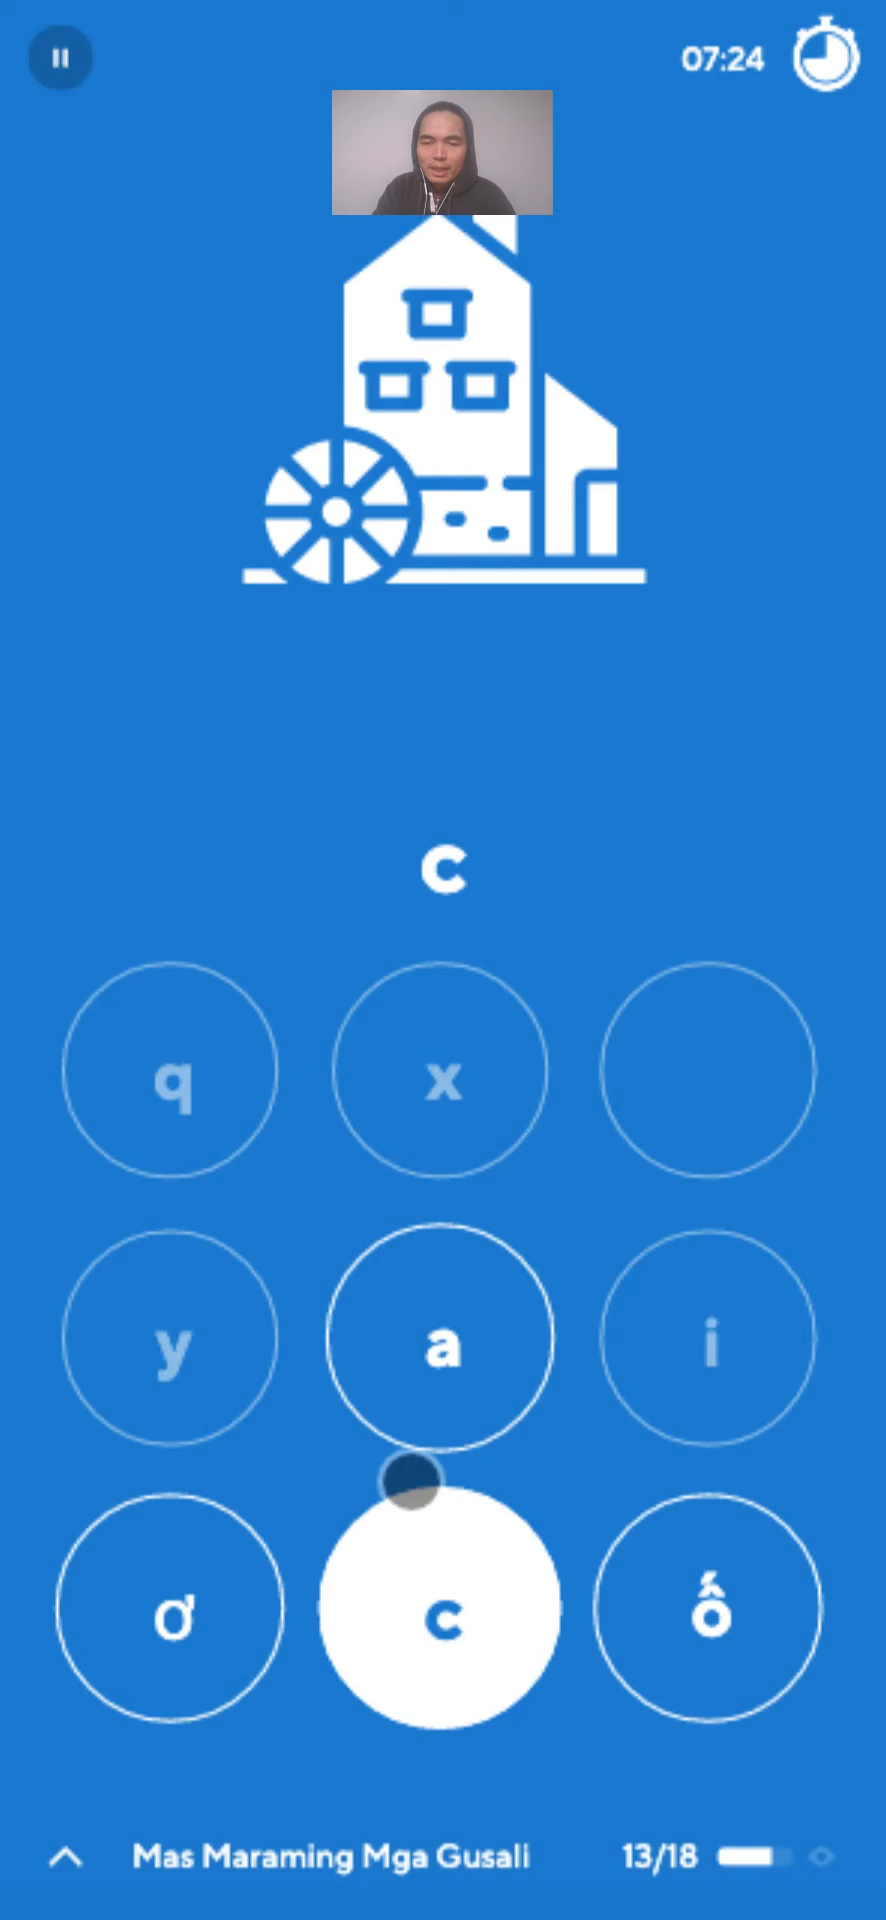 07:24
c
q x
y a i
ơ c ố
Mas Maraming Mga Gusali 13/18